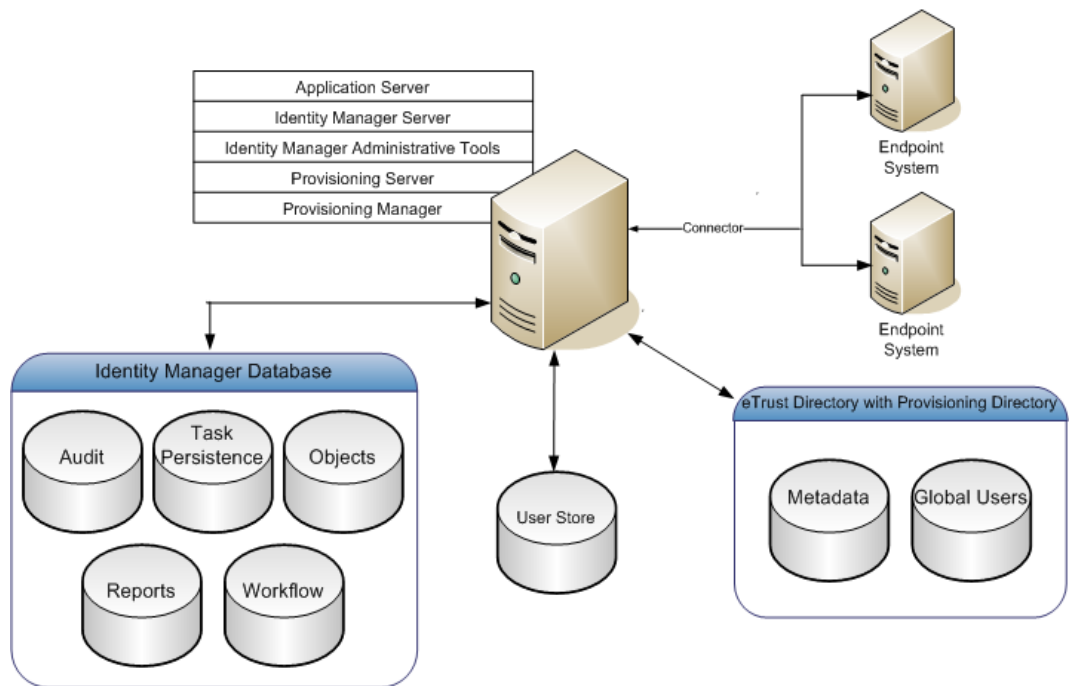 Application Server
Identity Manager Server
Identity Manager Administrative Tools
Provisioning Server
Provisioning Manager
Endpoint
System
Connector
Endpoint
System
Identity Manager Database
Audit
Task
Persistence
Objects
Reports
Workflow
User Store
eTrust Directory with Provisioning Directory
Metadata
Global Users